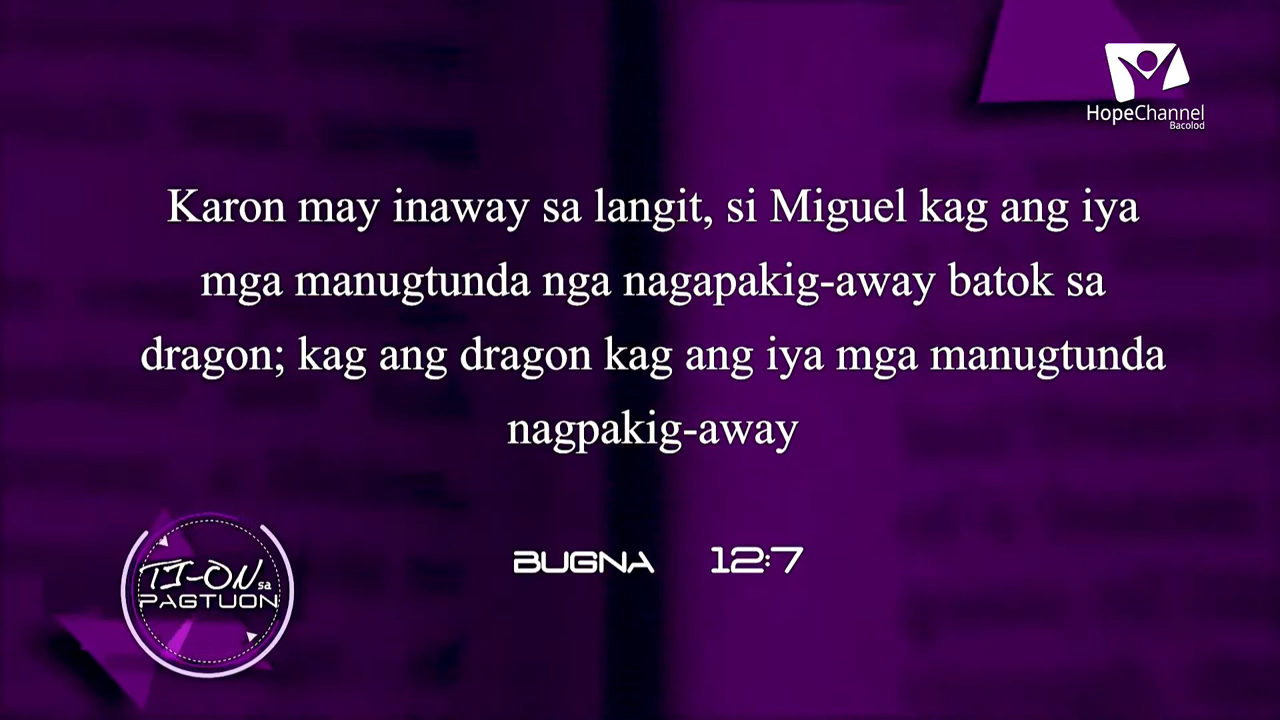 HopeChannel
Bacolod
Karon may inaway sa langit, si Miguel kag ang iya
mga manugtunda nga nagapakig-away batok sa
dragon; kag ang dragon kag ang iya mga manugtunda
nagpakig-away
BUGNA 12:7
TI-ON sa
PAGTUON